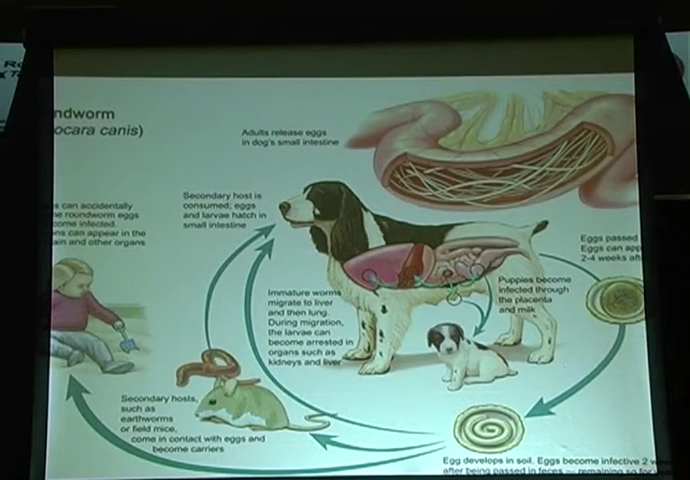 ndworm
ocara canis)
Adults release eggs
in dog's small intestine
s can accidentally
e roundworm eggs
come infected.
ns can appear in the
ain and other organs
Secondary host is
consumed; eggs
and larvae hatch in
small intestine
Immature worms
migrate to liver
and then lung.
During migration,
the larvae can
become arrested in
organs such as
kidneys and liver
Puppies become
infected through
the placenta
and milk
Eggs passed
Eggs can app
2-4 weeks aft
Secondary hosts,
such as
earthworms
or field mice,
come in contact with eggs and
become carriers
Egg develops in soil. Eggs become infective 2 w
after being passed in feces — remaining so for